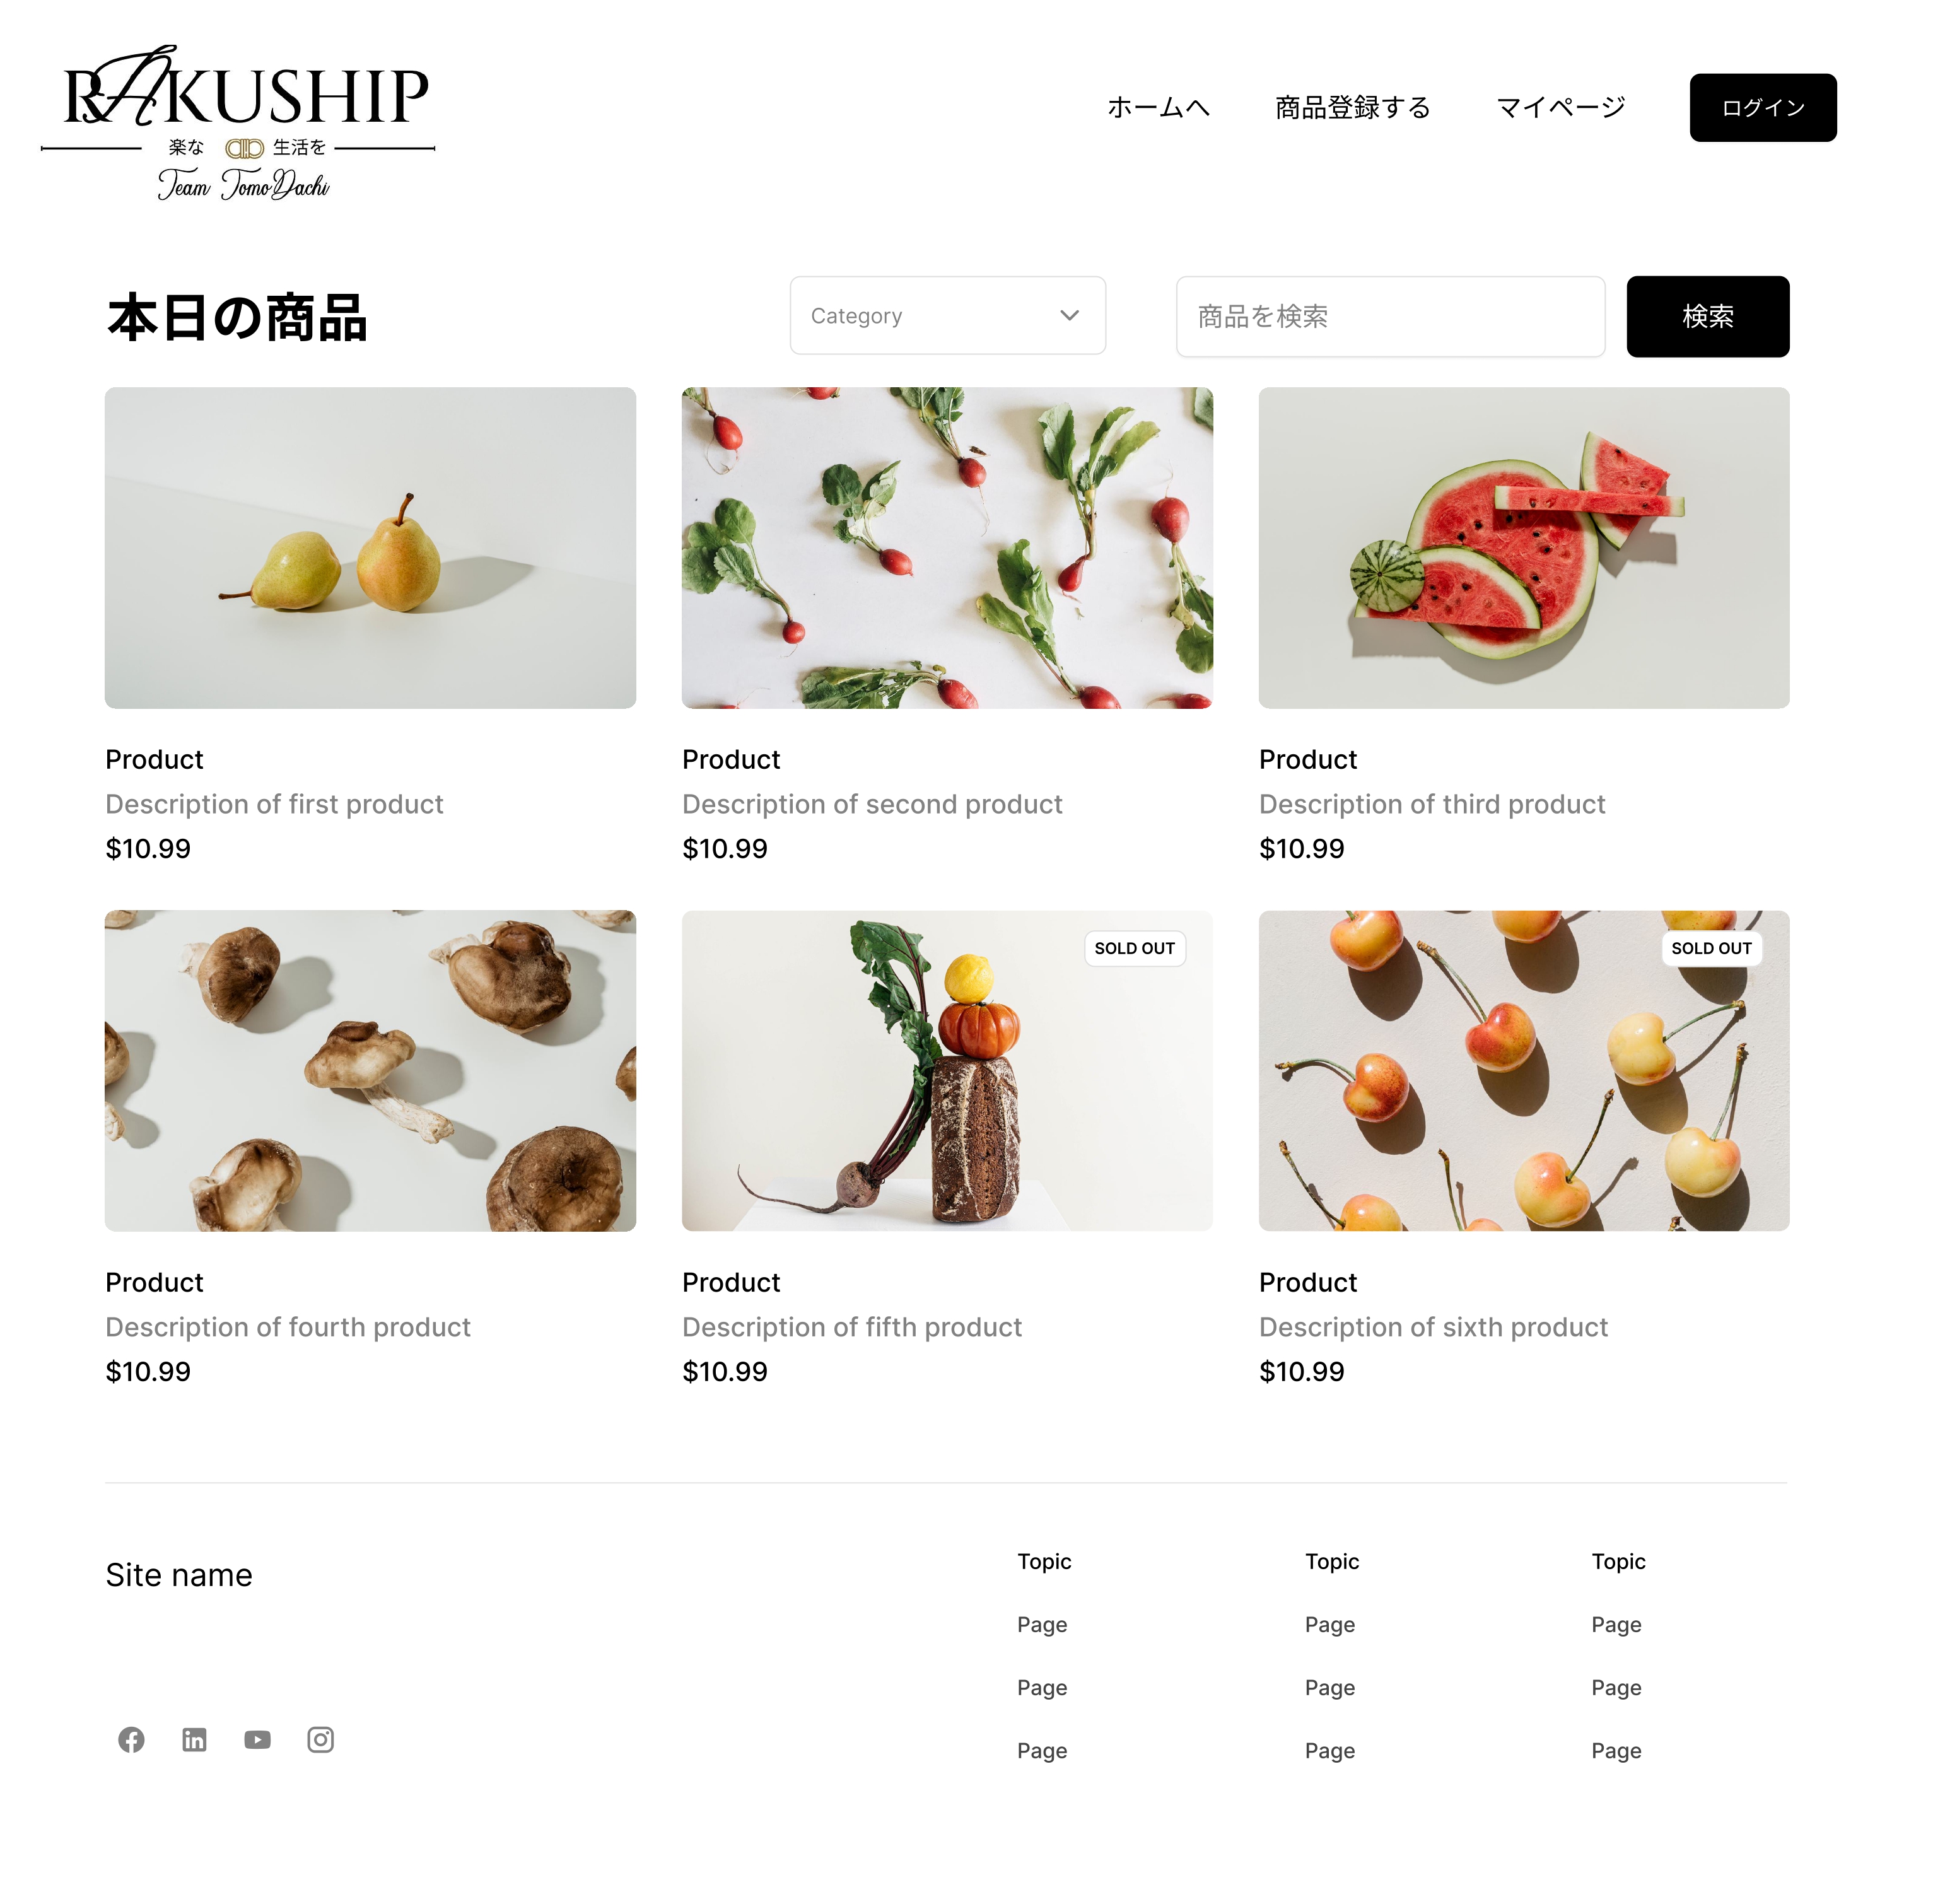 RAKUSHIP
楽な 生活を
Team TomoDachi
ホームへ 商品登録する マイページ ログイン
本日の商品 Category 商品を検索 検索
Product Product Product
Description of first product Description of second product Description of third product
$10.99 $10.99 $10.99
SOLD OUT SOLD OUT
Product Product Product
Description of fourth product Description of fifth product Description of sixth product
$10.99 $10.99 $10.99
Site name Topic Topic Topic
Page Page Page
Page Page Page
Page Page Page